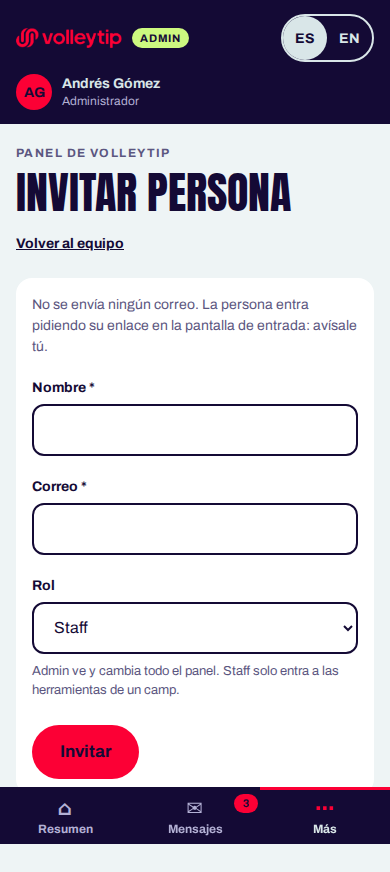 volleytip ADMIN ES EN
AG Andrés Gómez
Administrador
PANEL DE VOLLEYTIP
INVITAR PERSONA
Volver al equipo
No se envía ningún correo. La persona entra
pidiendo su enlace en la pantalla de entrada: avísale
tú.
Nombre *
Correo *
Rol
Staff
Admin ve y cambia todo el panel. Staff solo entra a las
herramientas de un camp.
Invitar
3
Resumen Mensajes Más